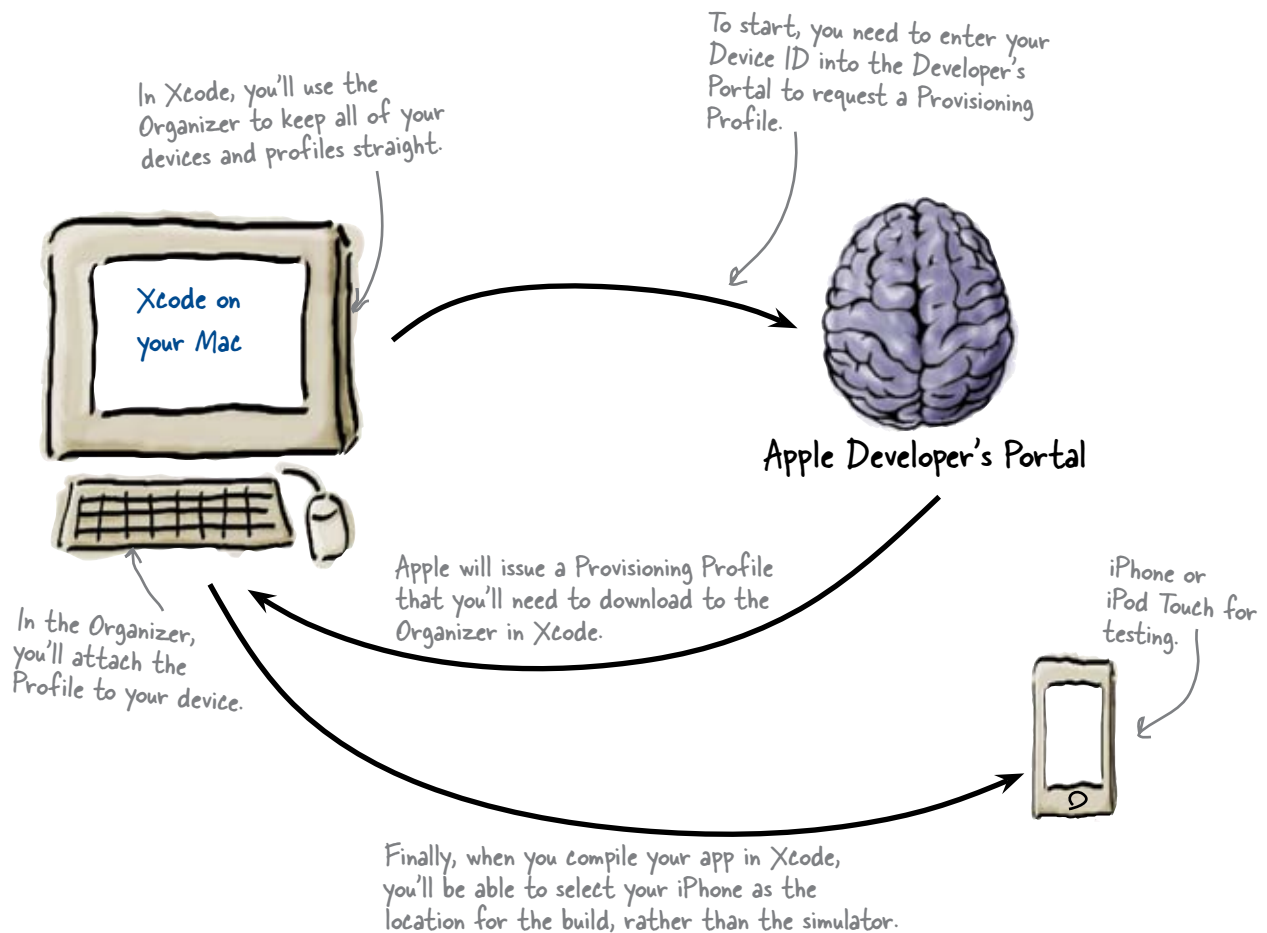 To start, you need to enter your
Device ID into the Developer's
Portal to request a Provisioning
Profile.
In Xcode, you'll use the
Organizer to keep all of your
devices and profiles straight.
Xcode on
your Mac
Apple Developer's Portal
Apple will issue a Provisioning Profile
that you'll need to download to the
Organizer in Xcode.
iPhone or
iPod Touch for
testing.
In the Organizer,
you'll attach the
Profile to your device.
Finally, when you compile your app in Xcode,
you'll be able to select your iPhone as the
location for the build, rather than the simulator.